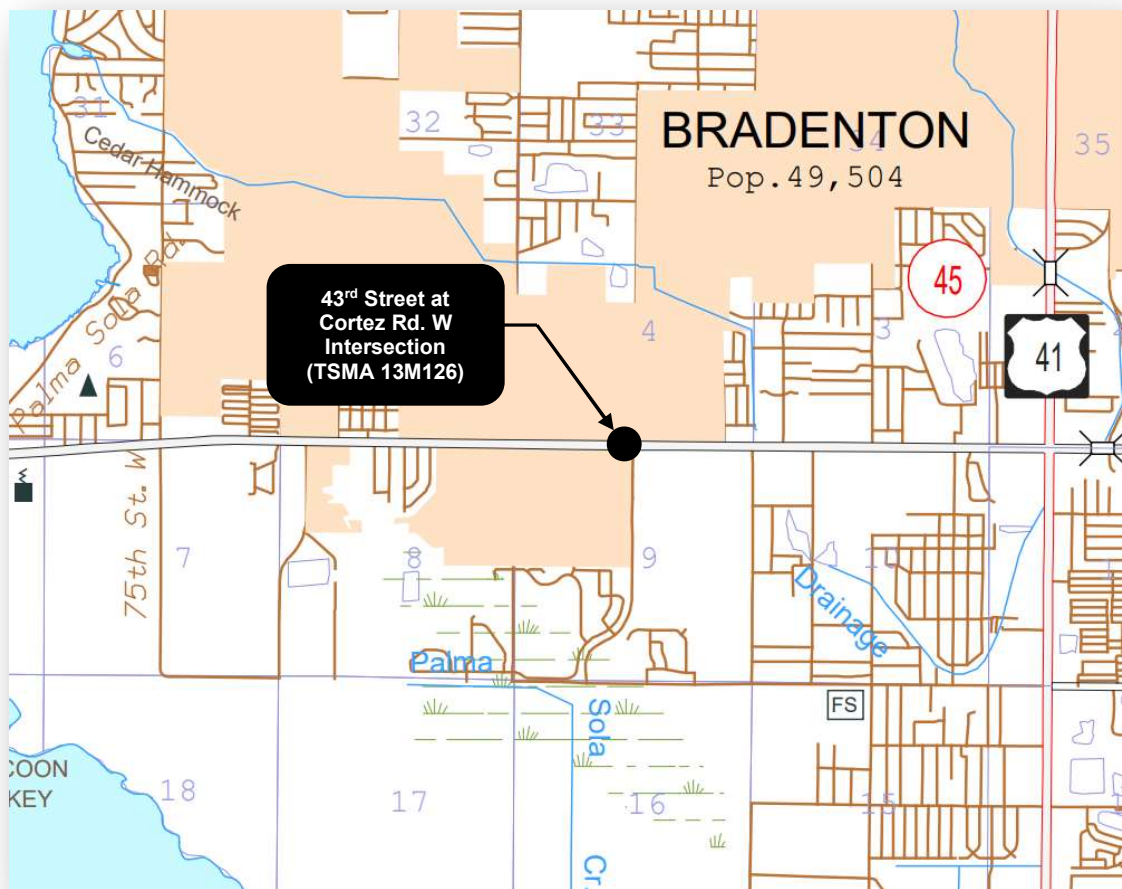 31
32
33
BRADENTON
34
35
Pop.49,504
Cedar Hammock
Palma Sola Rd.
43rd Street at
Cortez Rd. W
Intersection
(TSMA 13M126)
45
4
3
2
6
41
75th St. W
7
8
9
10
Drainage
Palma
Sola
FS
COON
KEY
18
17
16
15
1
Cr